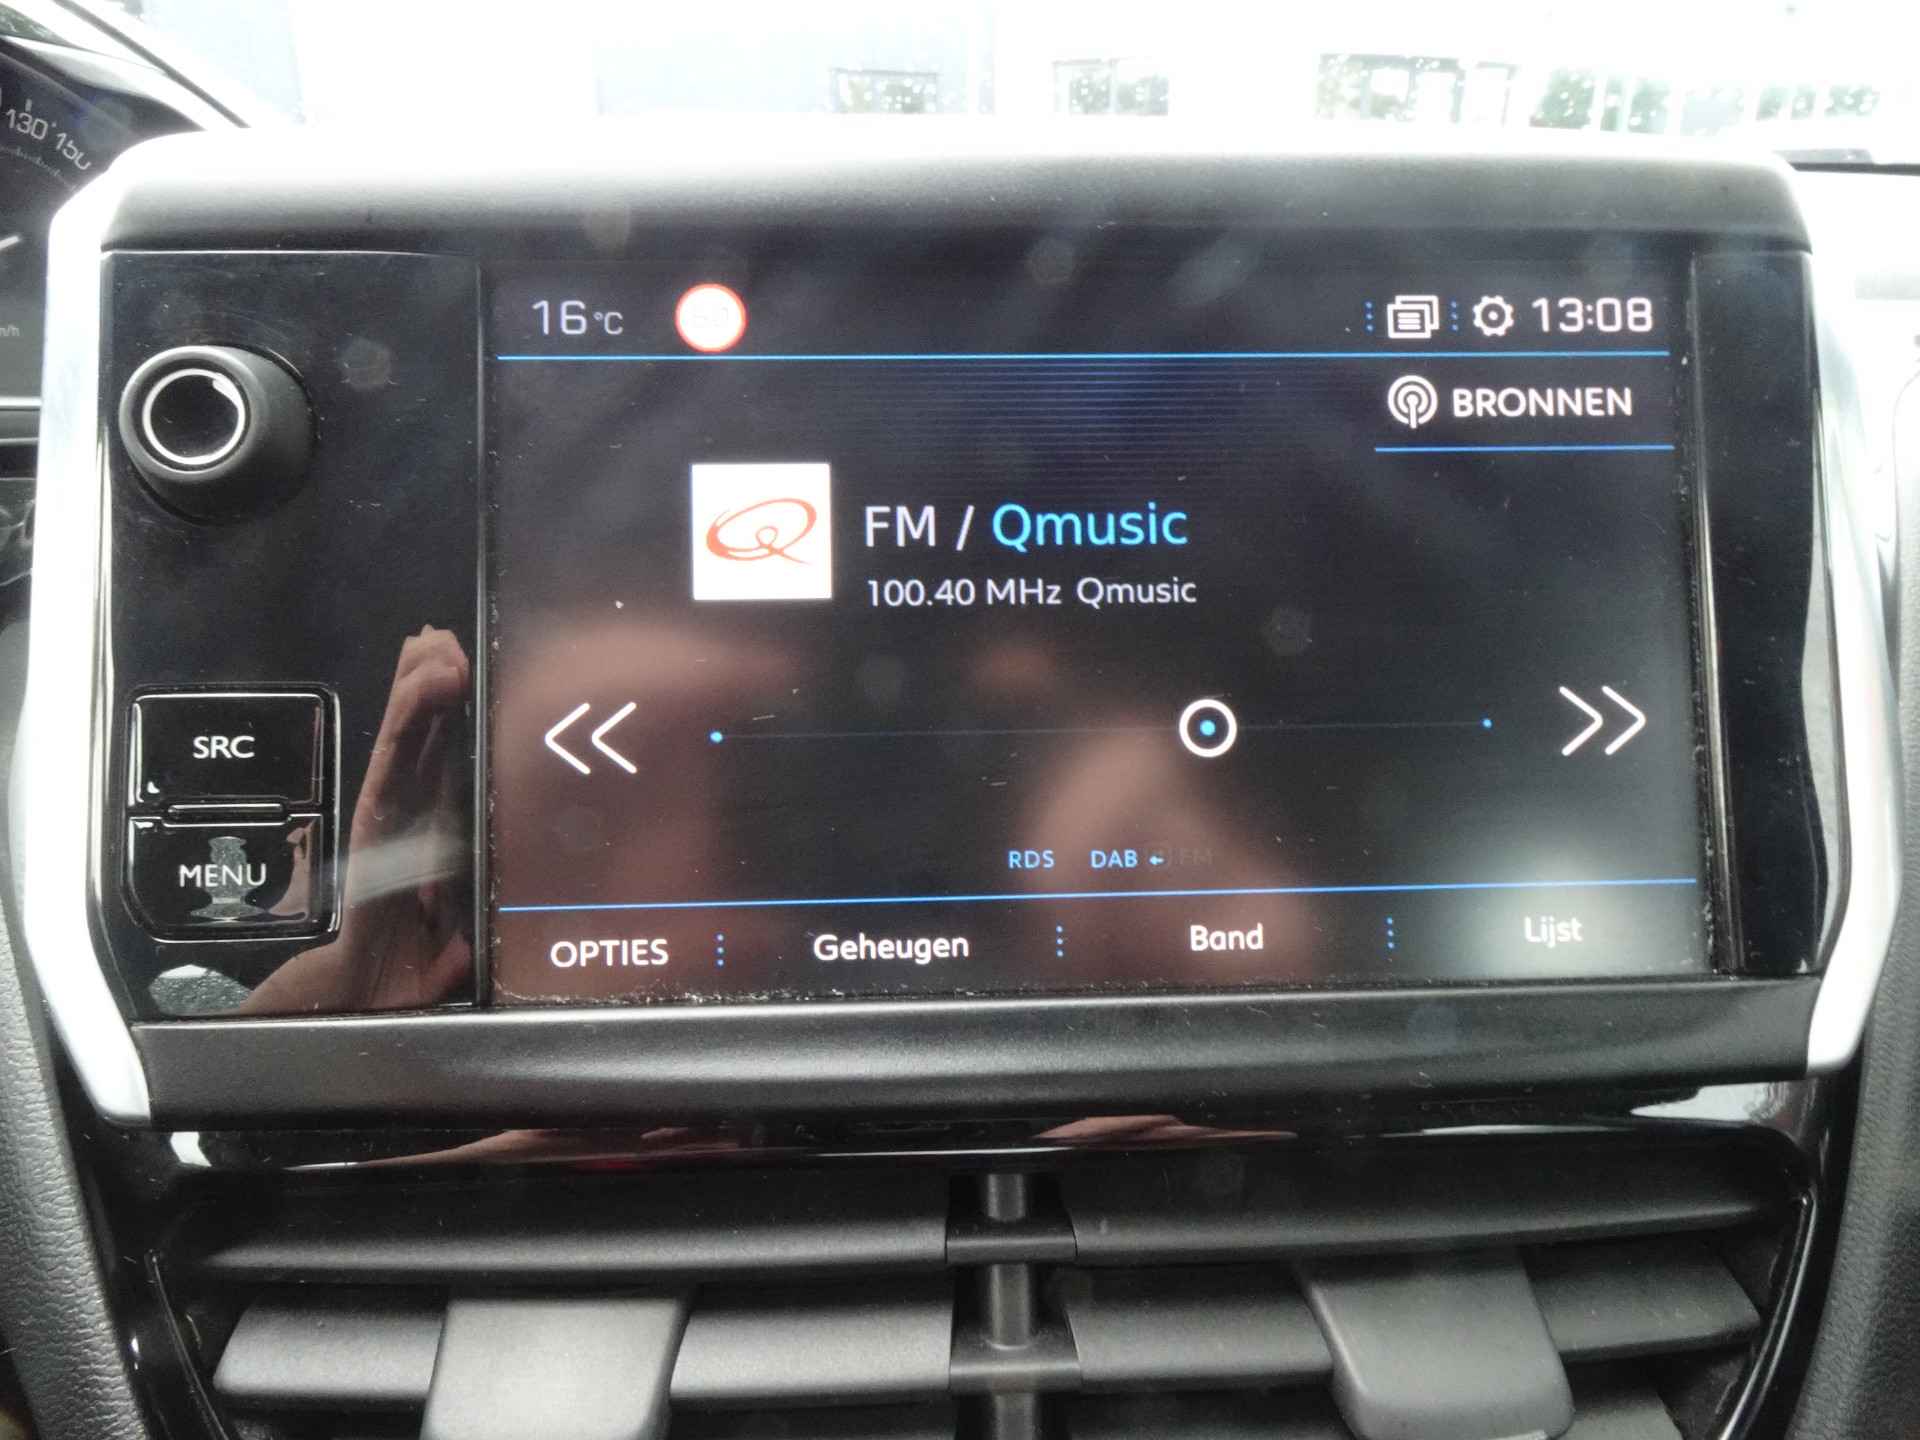 130 150
16 °C 13:08
BRONNEN
FM / Qmusic
100.40 MHz Qmusic
SRC
MENU
RDS DAB FM
OPTIES Geheugen Band Lijst